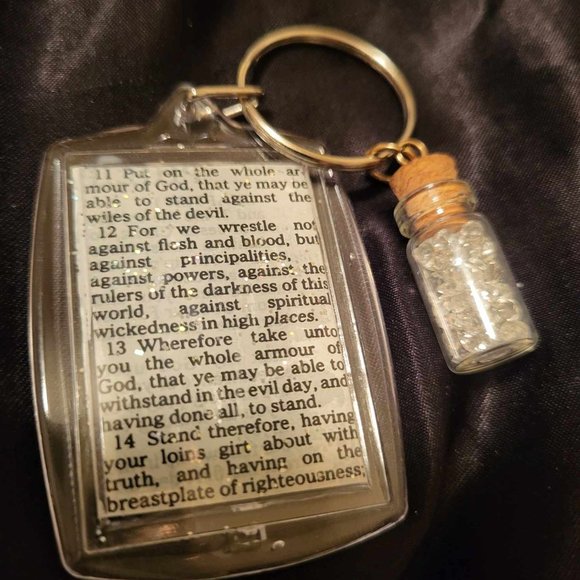 11 Put on the whole ar-
mour of God, that ye may be
able to stand against the
wiles of the devil.
12 For we wrestle not
against flesh and blood, but
against principalities,
against powers, against the
rulers of the darkness of this
world, against spiritual
wickedness in high places.
13 Wherefore take unto
you the whole armour of
God, that ye may be able to
withstand in the evil day, and
having done all, to stand.
14 Stand therefore, having
your loins girt about with
truth, and having on the
breastplate of righteousness;